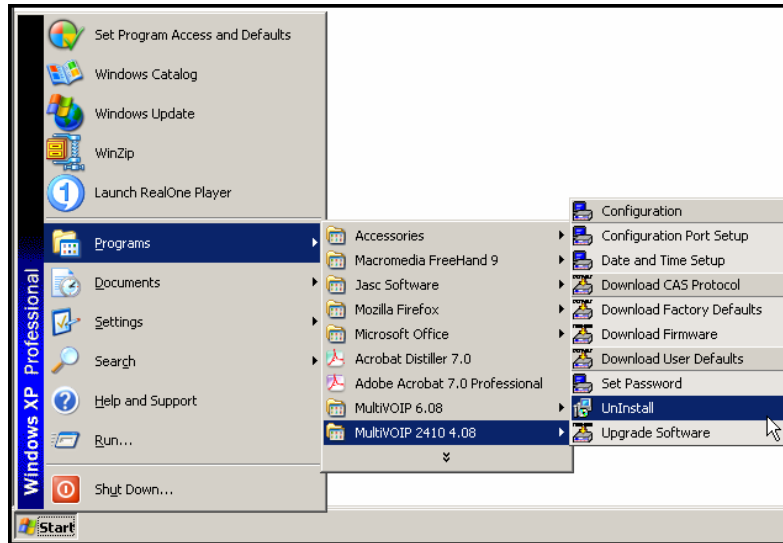 Set Program Access and Defaults
Windows Catalog
Windows Update
WinZip
Launch RealOne Player
Programs
Documents
Settings
Search
Help and Support
Run...
Shut Down...
Windows XP Professional
Start
Accessories
Macromedia FreeHand 9
Jasc Software
Mozilla Firefox
Microsoft Office
Acrobat Distiller 7.0
Adobe Acrobat 7.0 Professional
MultiVOIP 6.08
MultiVOIP 2410 4.08
Configuration
Configuration Port Setup
Date and Time Setup
Download CAS Protocol
Download Factory Defaults
Download Firmware
Download User Defaults
Set Password
UnInstall
Upgrade Software